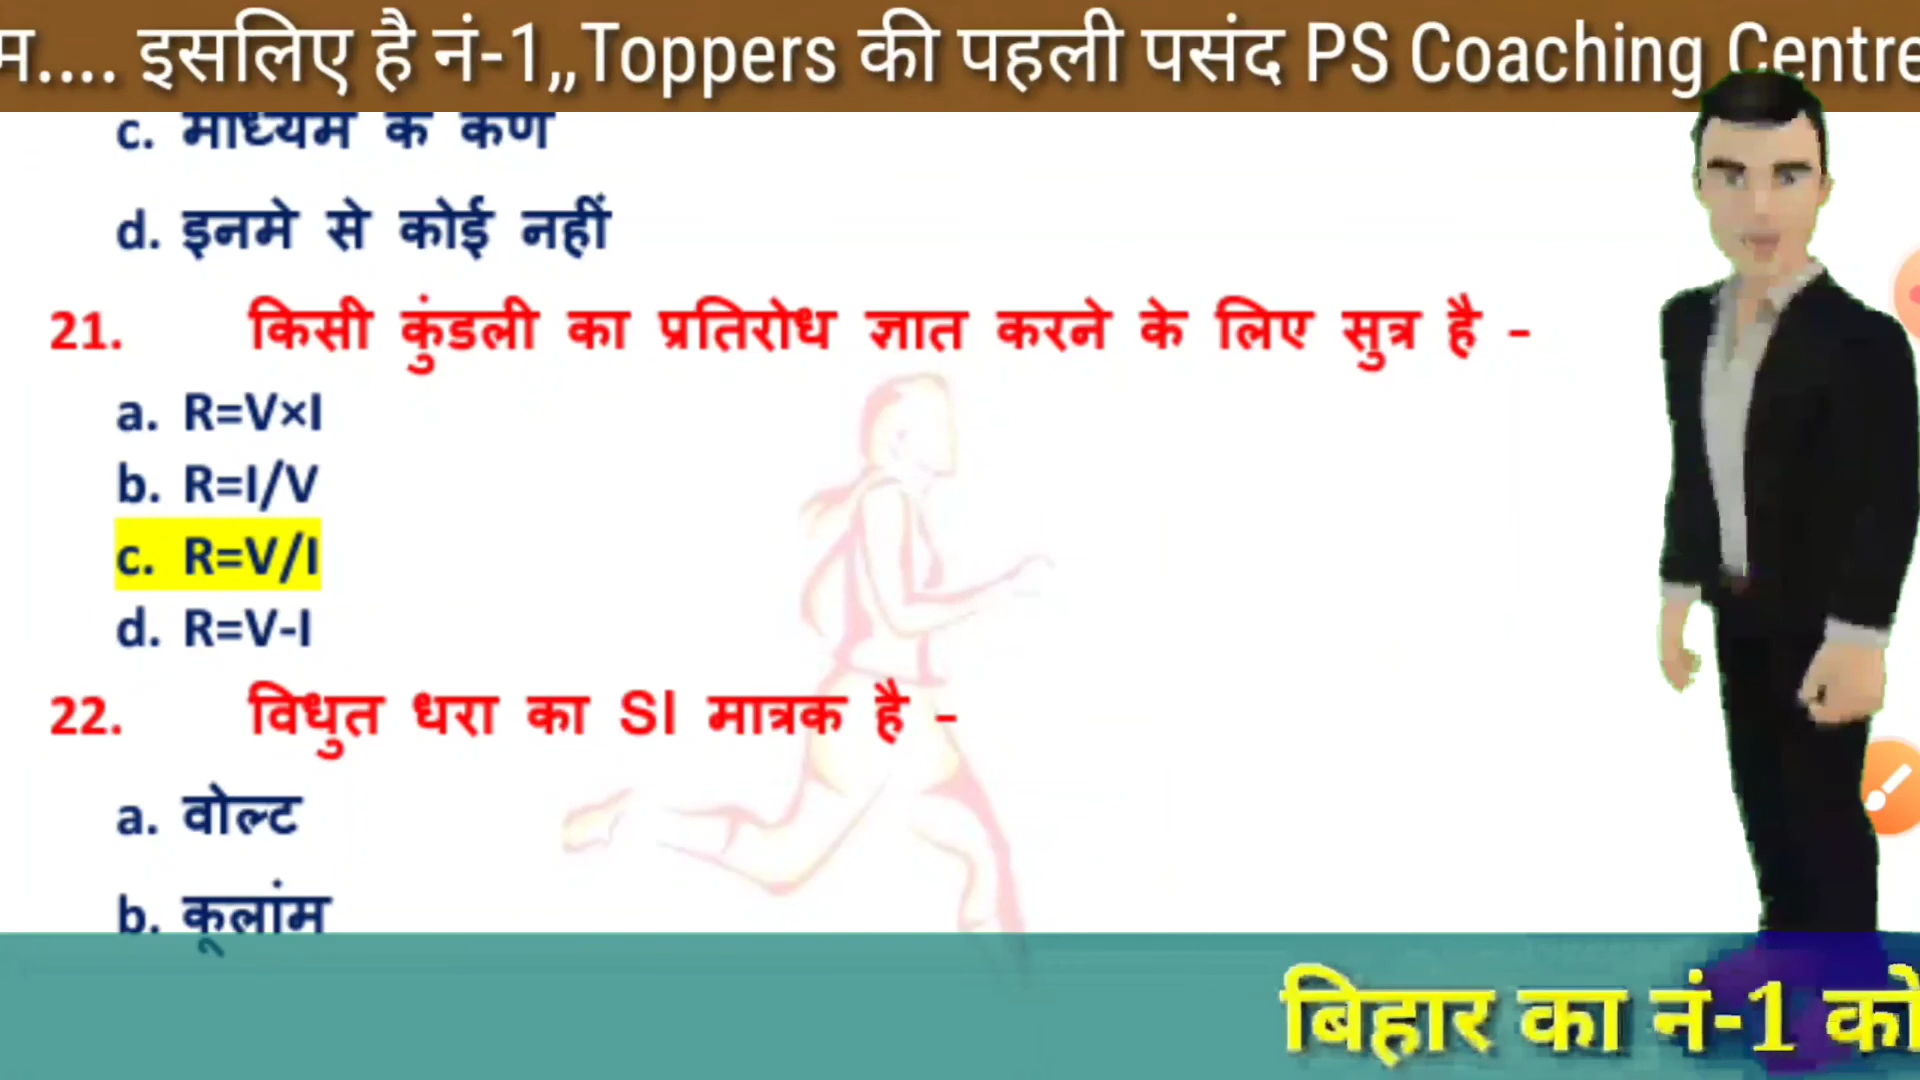 .... इसलिए है नं-1,,Toppers की पहली पसंद PS Coaching Centre
c. माध्यम के कण
d. इनमे से कोई नहीं
21. किसी कुंडली का प्रतिरोध ज्ञात करने के लिए सुत्र है -
a. R=V×I
b. R=I/V
c. R=V/I
d. R=V-I
22. विधुत धरा का SI मात्रक है -
a. वोल्ट
b. कूलांम
बिहार का नं-1